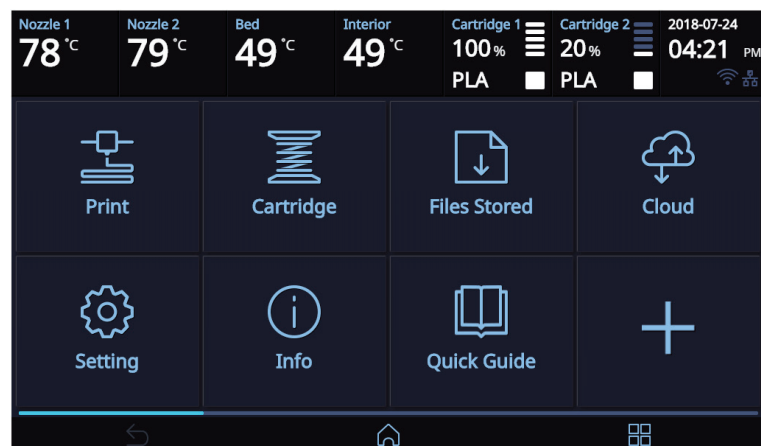 Nozzle 1 Nozzle 2 Bed Interior Cartridge 1 Cartridge 2 2018-07-24
78°C 79°C 49°C 49°C 100% 20% 04:21 PM
PLA PLA
Print Cartridge Files Stored Cloud
Setting Info Quick Guide